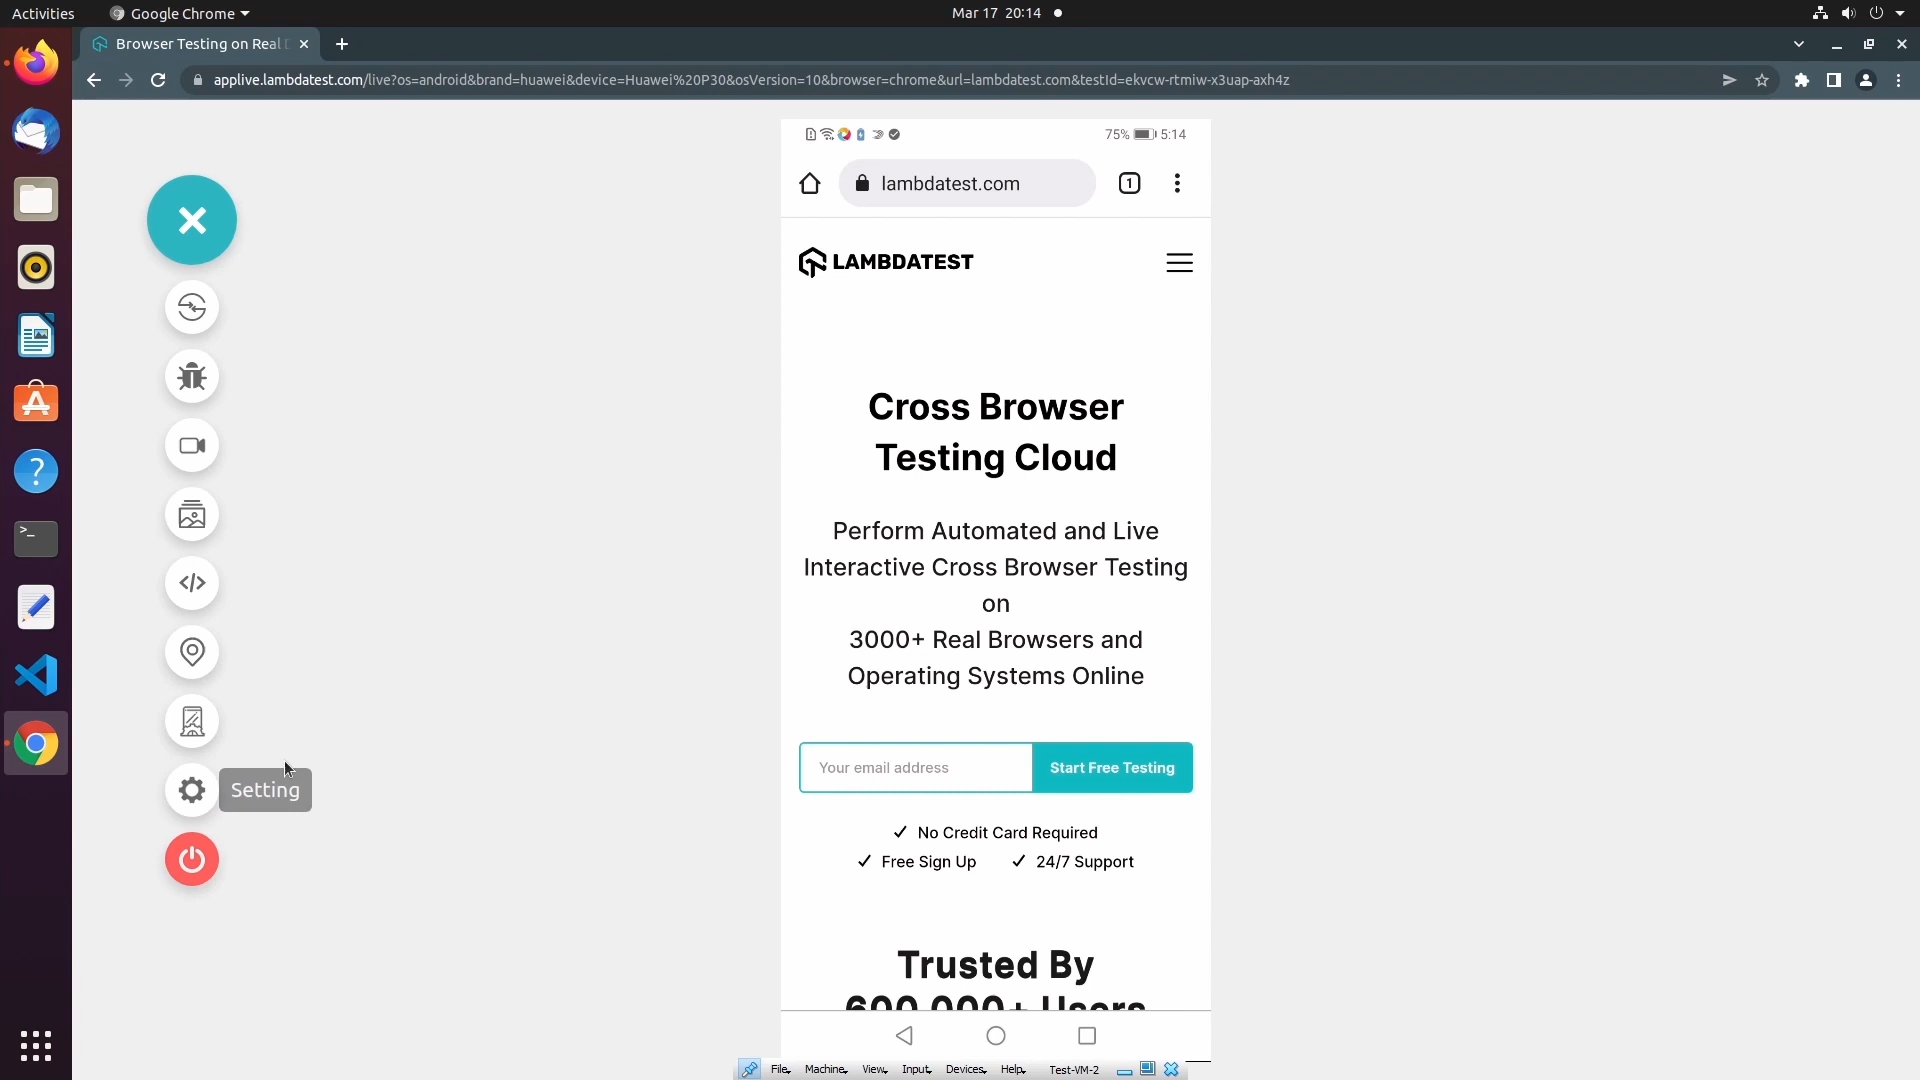 Activities
Google Chrome
Mar 17 20:14
Browser Testing on Real
applive.lambdatest.com/live?os=android&brand=huawei&device=Huawei%20P30&osVersion=10&browser=chrome&url=lambdatest.com&testId=ekvcw-rtmiw-x3uap-axh4z
75% 5:14
lambdatest.com
1
LAMBDATEST
Cross Browser
Testing Cloud
Perform Automated and Live
Interactive Cross Browser Testing
on
3000+ Real Browsers and
Operating Systems Online
Your email address
Start Free Testing
Setting
No Credit Card Required
Free Sign Up
24/7 Support
Trusted By
600,000+ Users
File Machine View Input Devices Help Test-VM-2